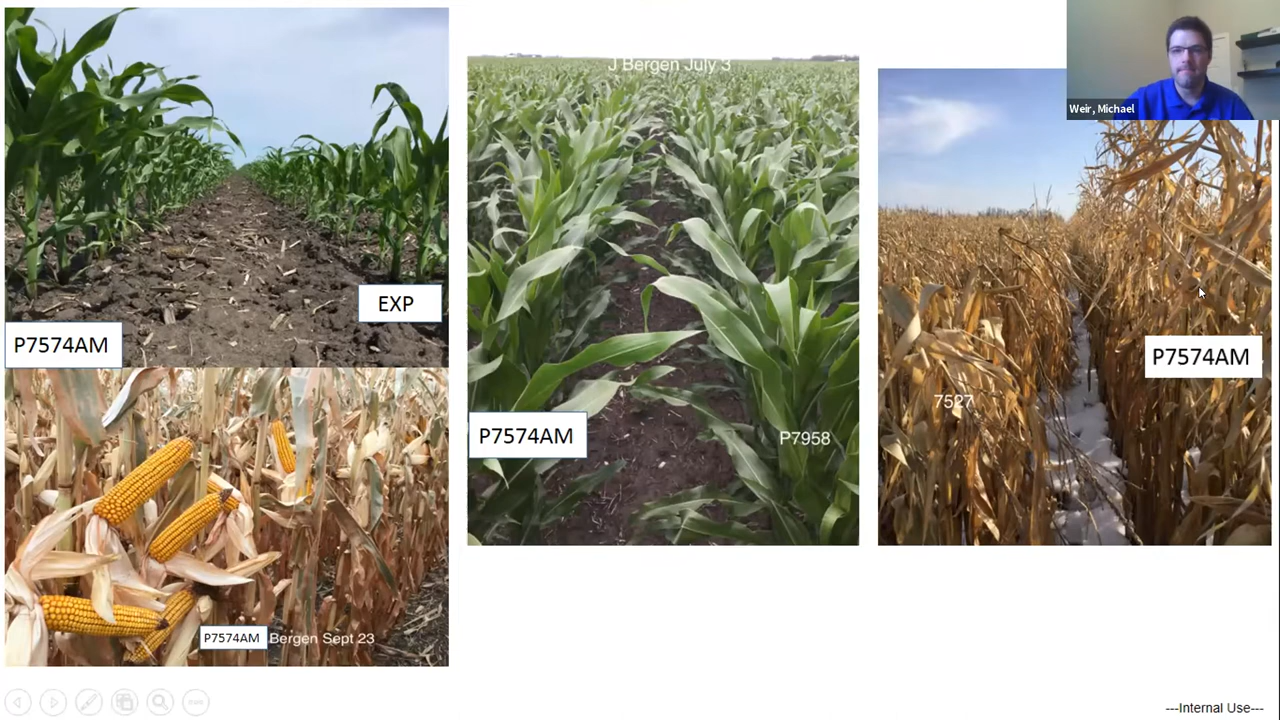 P7574AM
EXP
P7574AM
Bergen Sept 23
J Bergen July 3
P7574AM
P7958
7527
P7574AM
Weir, Michael
---Internal Use---